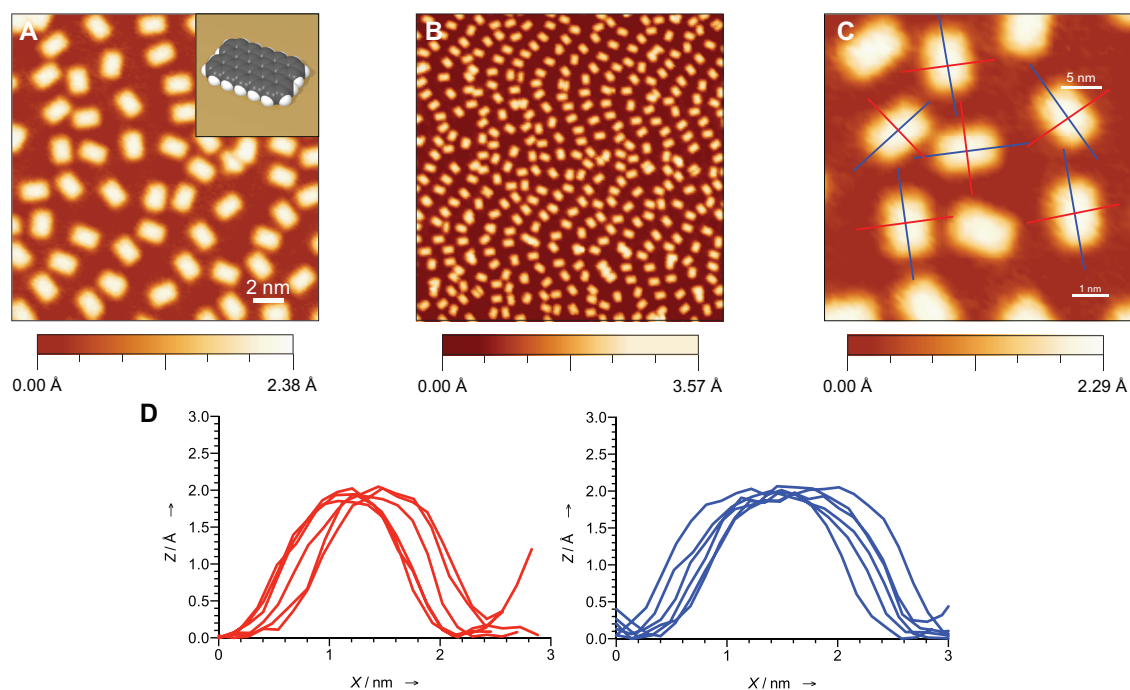 A
B
C
5 nm
2 nm
1 nm
0.00 Å 2.38 Å
0.00 Å 3.57 Å
0.00 Å 2.29 Å
D
3.0
2.5
2.0
1.5
1.0
0.5
0.0
Z / Å →
0 1 2 3
X / nm →
3.0
2.5
2.0
1.5
1.0
0.5
0.0
Z / Å →
0 1 2 3
X / nm →